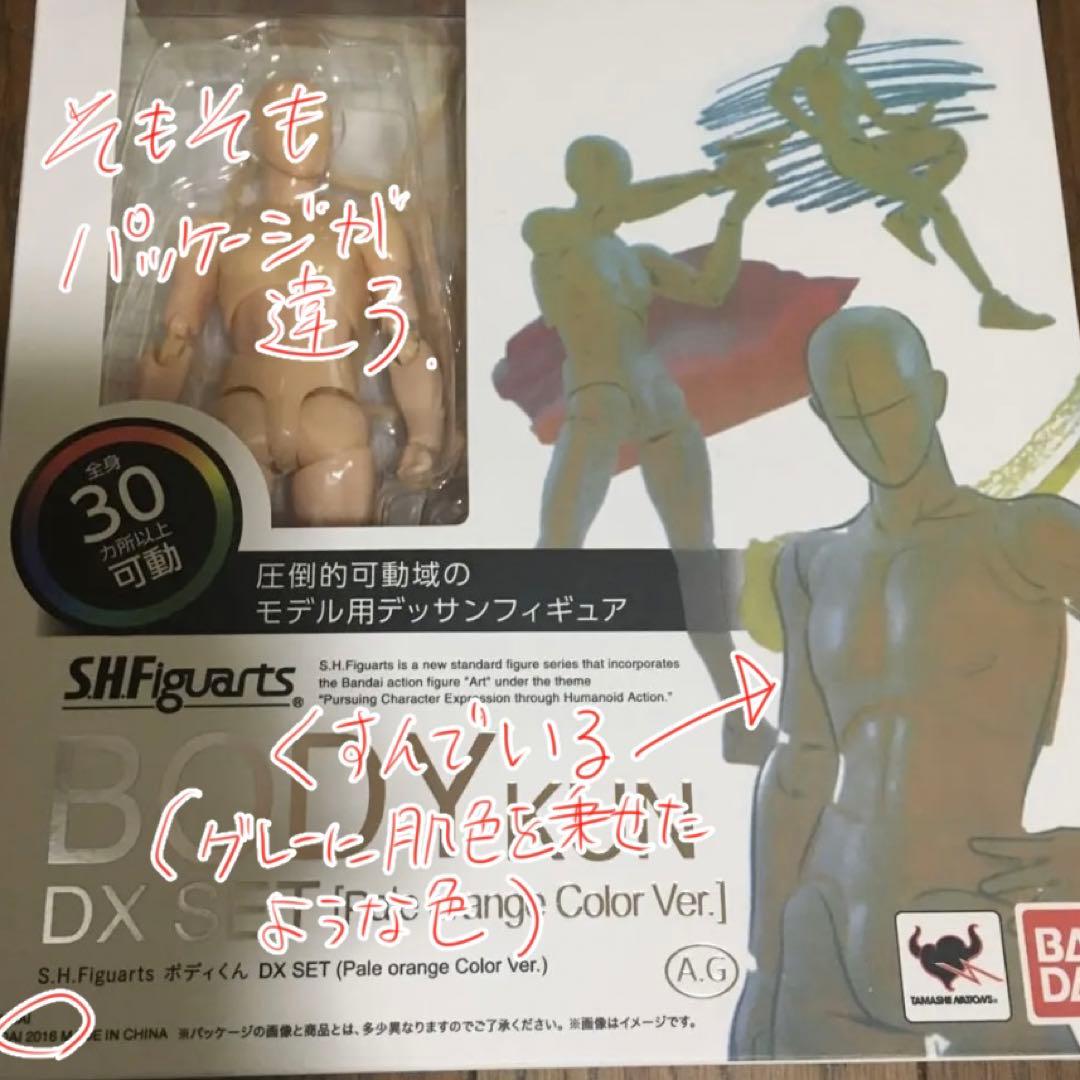 そもそも
パッケージが
違う.
全身
30
カ所以上
可動
圧倒的可動域の
モデル用デッサンフィギュア
S.H.Figuarts®
S.H.Figuarts is a new standard figure series that incorporates
the Bandai action figure "Art" under the theme
"Pursuing Character Expression through Humanoid Action."
くすんでいる
BODY KUN
(グレーに肌色を乗せた
ような色)
DX SET [Pale orange Color Ver.]
S.H.Figuarts ボディくん DX SET (Pale orange Color ver.)
A.G
TAMASHII NATIONS®
2016 MADE IN CHINA ※パッケージの画像と商品とは、多少異なりますのでご了承ください。※画像はイメージです。